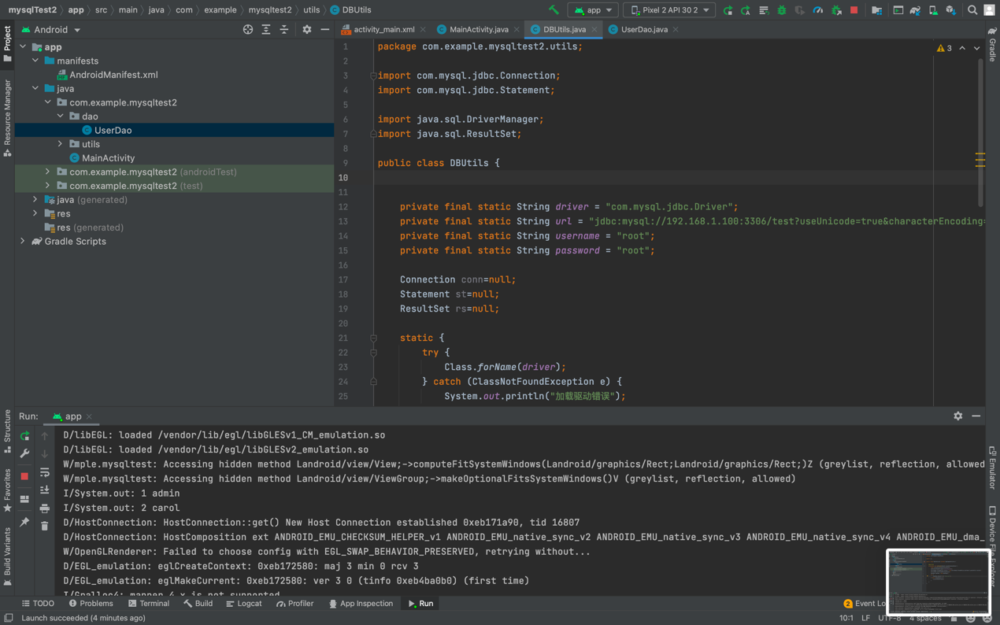 mysqlTest2 app src main java com example mysqltest2 utils DBUtils
app Pixel 2 API 30 2
Project
Resource Manager
Structure
Favorites
Build Variants
Android
app
manifests
AndroidManifest.xml
java
com.example.mysqltest2
dao
UserDao
utils
MainActivity
com.example.mysqltest2 (androidTest)
com.example.mysqltest2 (test)
java (generated)
res
res (generated)
Gradle Scripts
activity_main.xml MainActivity.java DBUtils.java UserDao.java
3
1 package com.example.mysqltest2.utils;
2
3 import com.mysql.jdbc.Connection;
4 import com.mysql.jdbc.Statement;
5
6 import java.sql.DriverManager;
7 import java.sql.ResultSet;
8
9 public class DBUtils {
10
11
12 private final static String driver = "com.mysql.jdbc.Driver";
13 private final static String url = "jdbc:mysql://192.168.1.100:3306/test?useUnicode=true&characterEncoding=
14 private final static String username = "root";
15 private final static String password = "root";
16
17 Connection conn=null;
18 Statement st=null;
19 ResultSet rs=null;
20
21 static {
22 try {
23 Class.forName(driver);
24 } catch (ClassNotFoundException e) {
25 System.out.println("加载驱动错误");
Gradle
Emulator
Device File Explorer
Run: app
D/libEGL: loaded /vendor/lib/egl/libGLESv1_CM_emulation.so
D/libEGL: loaded /vendor/lib/egl/libGLESv2_emulation.so
W/mple.mysqltest: Accessing hidden method Landroid/view/View;->computeFitSystemWindows(Landroid/graphics/Rect;Landroid/graphics/Rect;)Z (greylist, reflection, allowed
W/mple.mysqltest: Accessing hidden method Landroid/view/ViewGroup;->makeOptionalFitsSystemWindows()V (greylist, reflection, allowed)
I/System.out: 1 admin
I/System.out: 2 carol
D/HostConnection: HostConnection::get() New Host Connection established 0xeb171a90, tid 16807
D/HostConnection: HostComposition ext ANDROID_EMU_CHECKSUM_HELPER_v1 ANDROID_EMU_native_sync_v2 ANDROID_EMU_native_sync_v3 ANDROID_EMU_native_sync_v4 ANDROID_EMU_dma_
W/OpenGLRenderer: Failed to choose config with EGL_SWAP_BEHAVIOR_PRESERVED, retrying without...
D/EGL_emulation: eglCreateContext: 0xeb172580: maj 3 min 0 rcv 3
D/EGL_emulation: eglMakeCurrent: 0xeb172580: ver 3 0 (tinfo 0xeb4ba0b0) (first time)
I/Gralloc4: mapper 4.x is not supported
TODO Problems Terminal Build Logcat Profiler App Inspection Run 2 Event Lo
Launch succeeded (4 minutes ago) 10:1 LF UTF-8 4 spaces